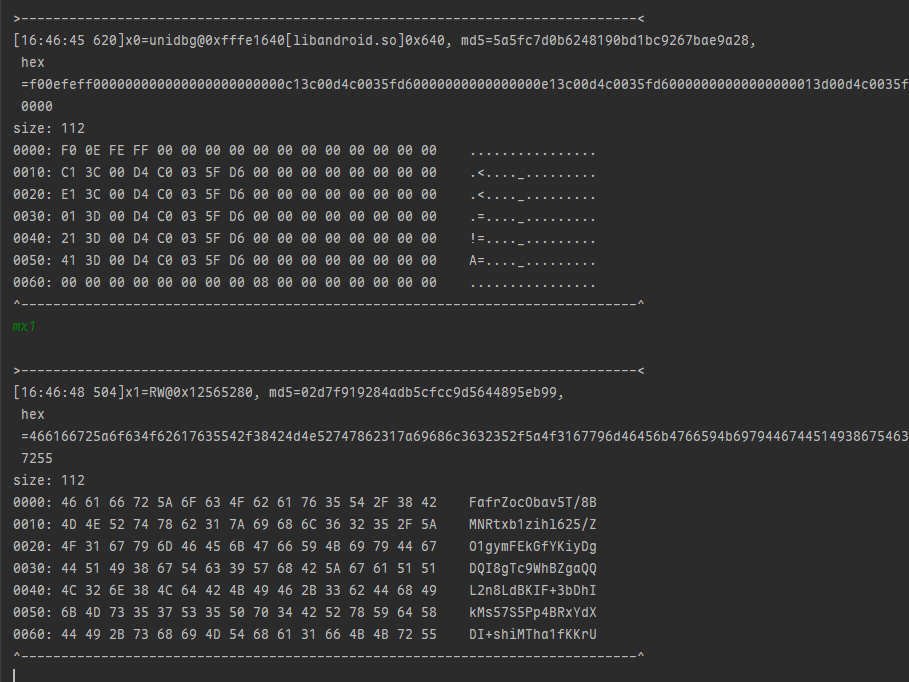 >-----------------------------------------------------------------------------<
[16:46:45 620]x0=unidbg@0xfffe1640[libandroid.so]0x640, md5=5a5fc7d0b6248190bd1bc9267bae9a28,
hex
=f00efeff000000000000000000000000c13c00d4c0035fd60000000000000000e13c00d4c0035fd60000000000000000013d00d4c0035f
0000
size: 112
0000: F0 0E FE FF 00 00 00 00 00 00 00 00 00 00 00 00    ................
0010: C1 3C 00 D4 C0 03 5F D6 00 00 00 00 00 00 00 00    .<...._.........
0020: E1 3C 00 D4 C0 03 5F D6 00 00 00 00 00 00 00 00    .<...._.........
0030: 01 3D 00 D4 C0 03 5F D6 00 00 00 00 00 00 00 00    .=...._.........
0040: 21 3D 00 D4 C0 03 5F D6 00 00 00 00 00 00 00 00    !=...._.........
0050: 41 3D 00 D4 C0 03 5F D6 00 00 00 00 00 00 00 00    A=...._.........
0060: 00 00 00 00 00 00 00 00 08 00 00 00 00 00 00 00    ................
^-----------------------------------------------------------------------------^
mx1
>-----------------------------------------------------------------------------<
[16:46:48 504]x1=RW@0x12565280, md5=02d7f919284adb5cfcc9d5644895eb99,
hex
=466166725a6f634f62617635542f38424d4e52747862317a69686c3632352f5a4f3167796d46456b4766594b697944674451493867546 3
7255
size: 112
0000: 46 61 66 72 5A 6F 63 4F 62 61 76 35 54 2F 38 42    FafrZocObav5T/8B
0010: 4D 4E 52 74 78 62 31 7A 69 68 6C 36 32 35 2F 5A    MNRtxb1zihl625/Z
0020: 4F 31 67 79 6D 46 45 6B 47 66 59 4B 69 79 44 67    O1gymFEkGfYKiyDg
0030: 44 51 49 38 67 54 63 39 57 68 42 5A 67 61 51 51    DQI8gTc9WhBZgaQQ
0040: 4C 32 6E 38 4C 64 42 4B 49 46 2B 33 62 44 68 49    L2n8LdBKIF+3bDhI
0050: 6B 4D 73 35 37 53 35 50 70 34 42 52 78 59 64 58    kMs57S5Pp4BRxYdX
0060: 44 49 2B 73 68 69 4D 54 68 61 31 66 4B 4B 72 55    DI+shiMTha1fKKrU
^-----------------------------------------------------------------------------^